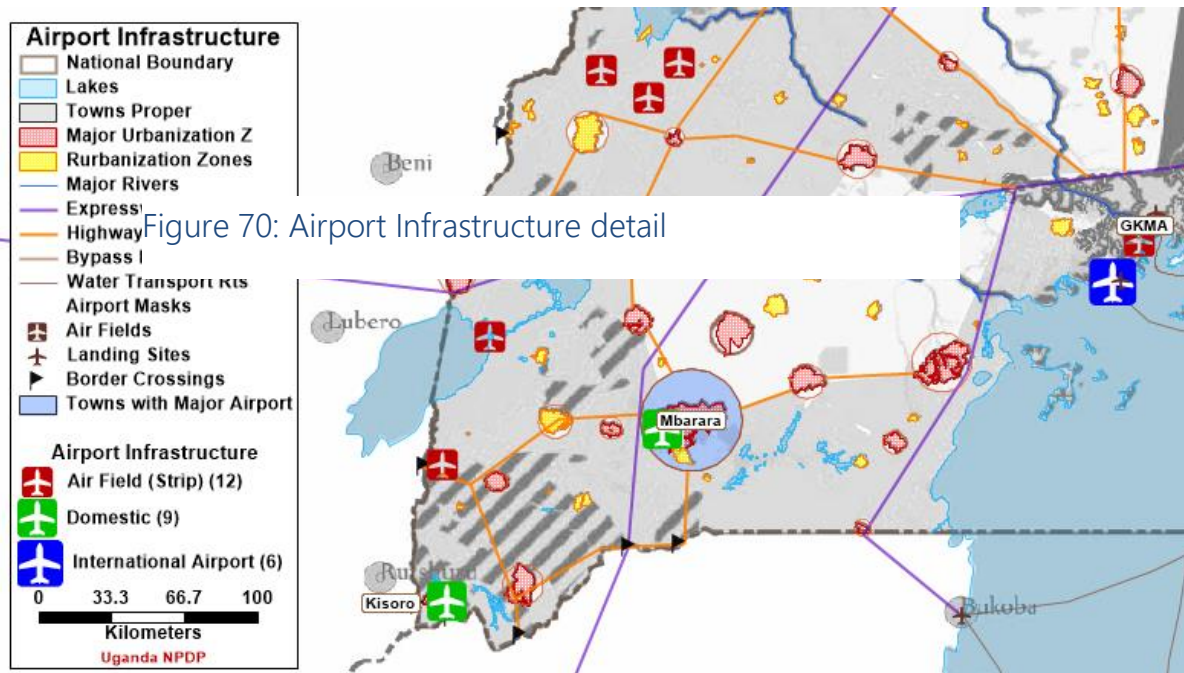 Airport Infrastructure
National Boundary
Lakes
Towns Proper
Major Urbanization Z
Rurbanization Zones
Major Rivers
Express
Highway
Bypass
Water Transport Rts
Airport Masks
Air Fields
Landing Sites
Border Crossings
Towns with Major Airport
Airport Infrastructure
Air Field (Strip) (12)
Domestic (9)
International Airport (6)
0 33.3 66.7 100
Kilometers
Uganda NPDP
Figure 70: Airport Infrastructure detail
Beni
GKMA
Lubero
Mbarara
Kisoro
Bukoba